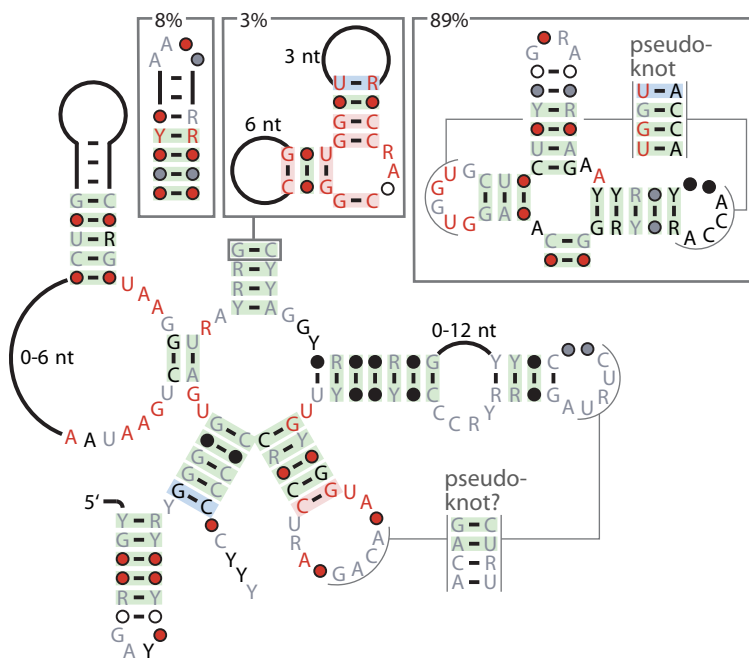 8%
A
A
A
R
Y R
3%
3 nt
U R
G C
G C
6 nt
G U
C G G C
R
A
89%
G R
A
Y R
U A
C G A A
G U G C U
G
G U G G A
A
C G
Y Y R Y
G R Y R
A
C
C
A
pseudo-
knot
U A
G C
G C
U A
G C
R
U G
C
U A A G
0-6 nt
A A U A A G U C
G
G C
R Y
R Y
Y A
G
G
Y
A
R
U
A
G
U
0-12 nt
R R Y R G
Y R Y C
C C R Y R
Y Y C
R R G
U
C
U
R
U
G A
U
U
G C C G
G C
G C
G C
Y
C
Y
Y
Y
Y
R G
C C
G U A
U
R
A
G
A
C
A
5'
Y R
G Y
Y
R Y
G
A
Y
pseudo-
knot?
G C
A U
C R
A U